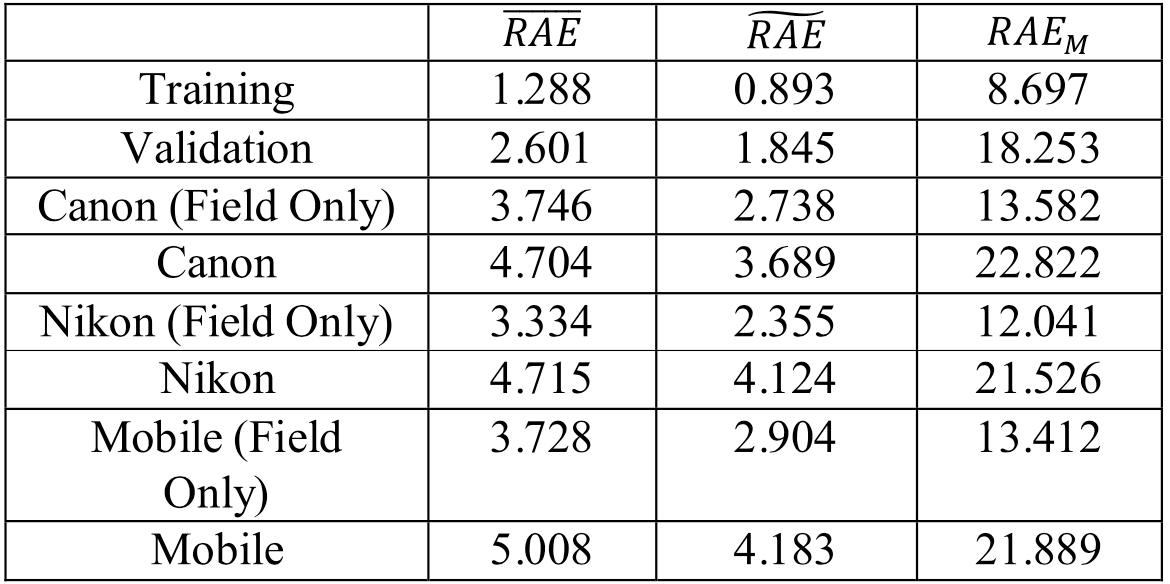 $\overline{RAE}$ $\widetilde{RAE}$ $RAE_M$
Training 1.288 0.893 8.697
Validation 2.601 1.845 18.253
Canon (Field Only) 3.746 2.738 13.582
Canon 4.704 3.689 22.822
Nikon (Field Only) 3.334 2.355 12.041
Nikon 4.715 4.124 21.526
Mobile (Field 3.728 2.904 13.412
Only)
Mobile 5.008 4.183 21.889